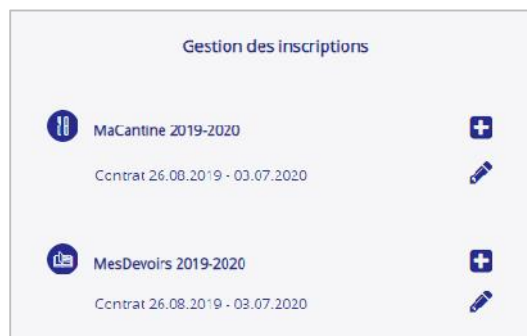 Gestion des inscriptions
MaCantine 2019-2020
Contrat 26.08.2019 - 03.07.2020
MesDevoirs 2019-2020
Contrat 26.08.2019 - 03.07.2020